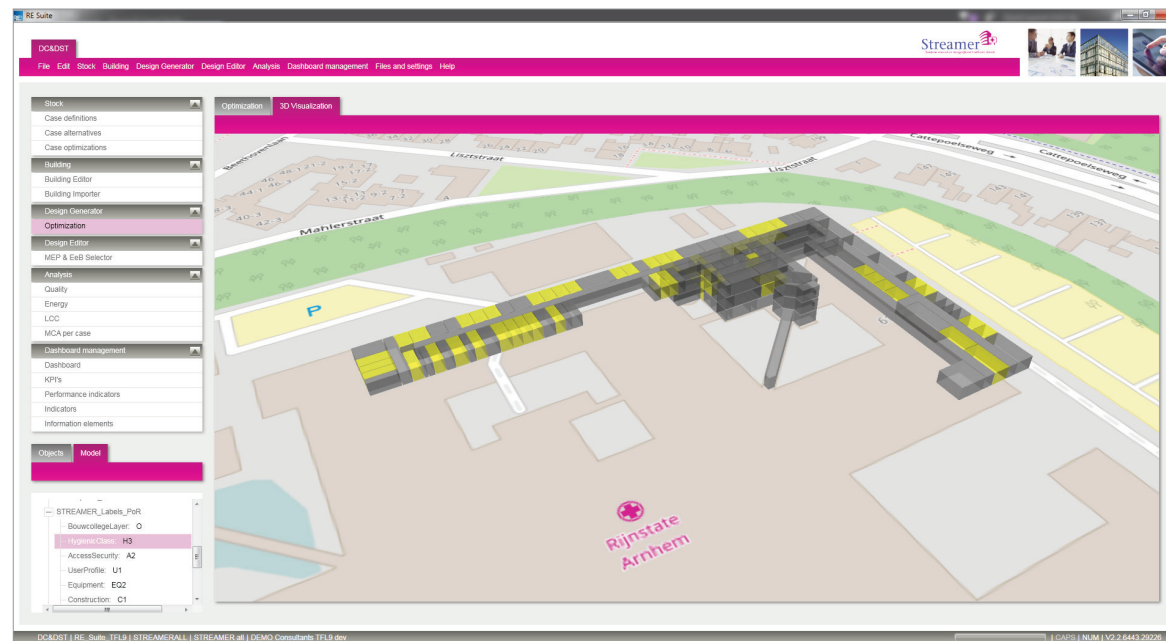 RE Suite
Streamer
DC&DST
File Edit Stock Building Design Generator Design Editor Analysis Dashboard management Files and settings Help
Stock
Case definitions
Case alternatives
Case optimizations
Building
Building Editor
Building Importer
Design Generator
Optimization
Design Editor
MEP & EeB Selector
Analysis
Quality
Energy
LCC
MCA per case
Dashboard management
Dashboard
KPI's
Performance indicators
Indicators
Information elements
Objects Model
STREAMER_Labels_PoR
BouwcollegeLayer: O
HygienicClass: H3
AccessSecurity: A2
UserProfile: U1
Equipment: EQ2
Construction: C1
Optimization 3D Visualization
Beethovenlaan
Lisztstraat
Lisztstraat
Cattepoelseweg
Cattepoelseweg
Mahlerstraat
P
Rijnstate
Arnhem
DC&DST | RE_Suite_TFL9 | STREAMERALL | STREAMER all | DEMO Consultants TFL9 dev
| CAPS | NUM | V2.2.6443.29226